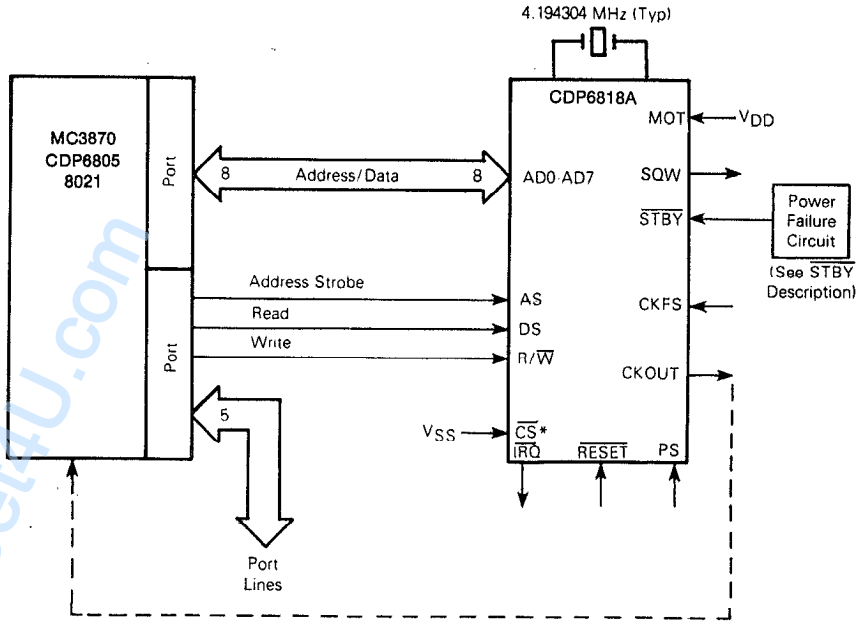 4.194304 MHz (Typ)
MC3870
CDP6805
8021
Port
Port
8 Address/Data 8
Address Strobe
Read
Write
5
Port
Lines
VSS
CDP6818A
MOT
VDD
AD0-AD7
SQW
STBY
CKFS
AS
DS
R/W
CKOUT
CS*
IRQ
RESET
PS
Power
Failure
Circuit
(See STBY
Description)
et4U.com